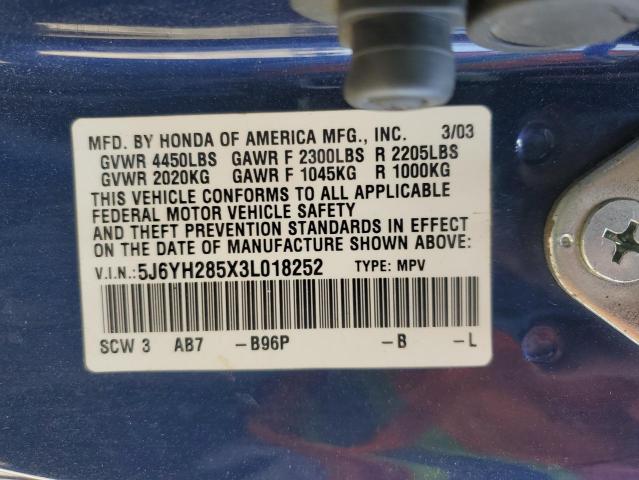 MFD. BY HONDA OF AMERICA MFG., INC. 3/03
GVWR 4450LBS GAWR F 2300LBS R 2205LBS
GVWR 2020KG GAWR F 1045KG R 1000KG
THIS VEHICLE CONFORMS TO ALL APPLICABLE
FEDERAL MOTOR VEHICLE SAFETY
AND THEFT PREVENTION STANDARDS IN EFFECT
ON THE DATE OF MANUFACTURE SHOWN ABOVE:
V.I.N.:5J6YH285X3L018252 TYPE: MPV
SCW 3 AB7 -B96P -B -L